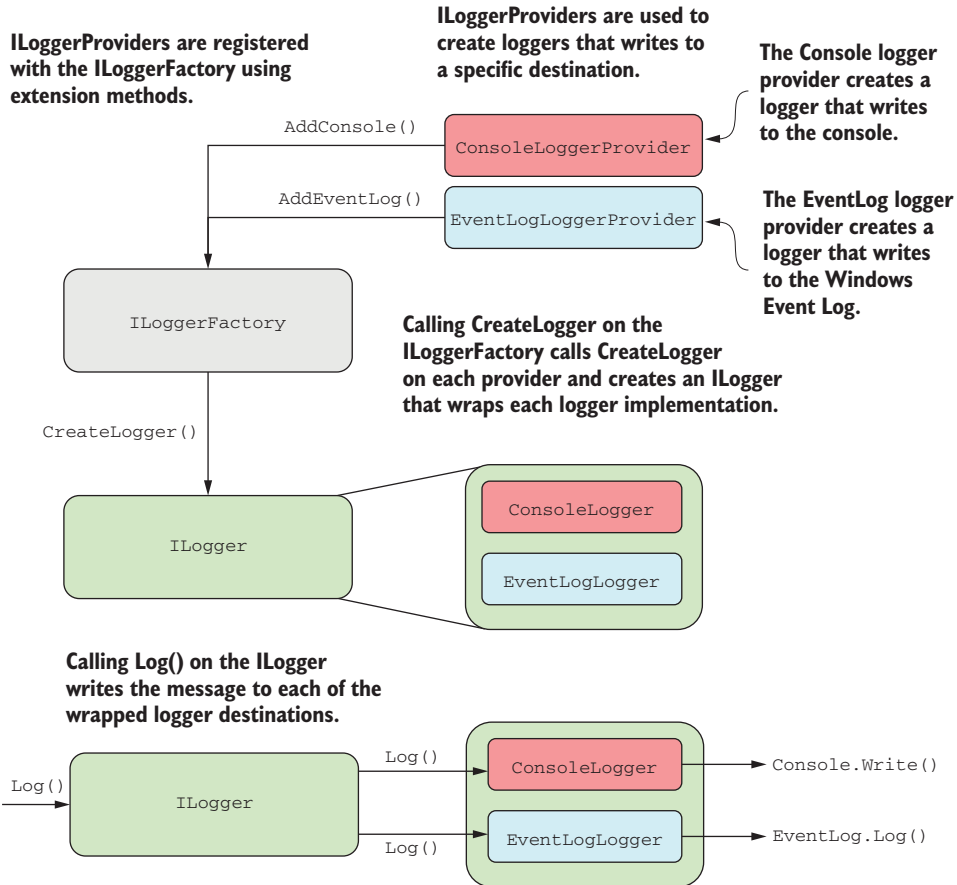 ILoggerProviders are registered
with the ILoggerFactory using
extension methods.
ILoggerProviders are used to
create loggers that writes to
a specific destination.
The Console logger
provider creates a
logger that writes
to the console.
AddConsole()
ConsoleLoggerProvider
AddEventLog()
EventLogLoggerProvider
The EventLog logger
provider creates a
logger that writes
to the Windows
Event Log.
ILoggerFactory
Calling CreateLogger on the
ILoggerFactory calls CreateLogger
on each provider and creates an ILogger
that wraps each logger implementation.
CreateLogger()
ILogger
ConsoleLogger
EventLogLogger
Calling Log() on the ILogger
writes the message to each of the
wrapped logger destinations.
Log()
ILogger
Log()
ConsoleLogger
Console.Write()
Log()
EventLogLogger
EventLog.Log()